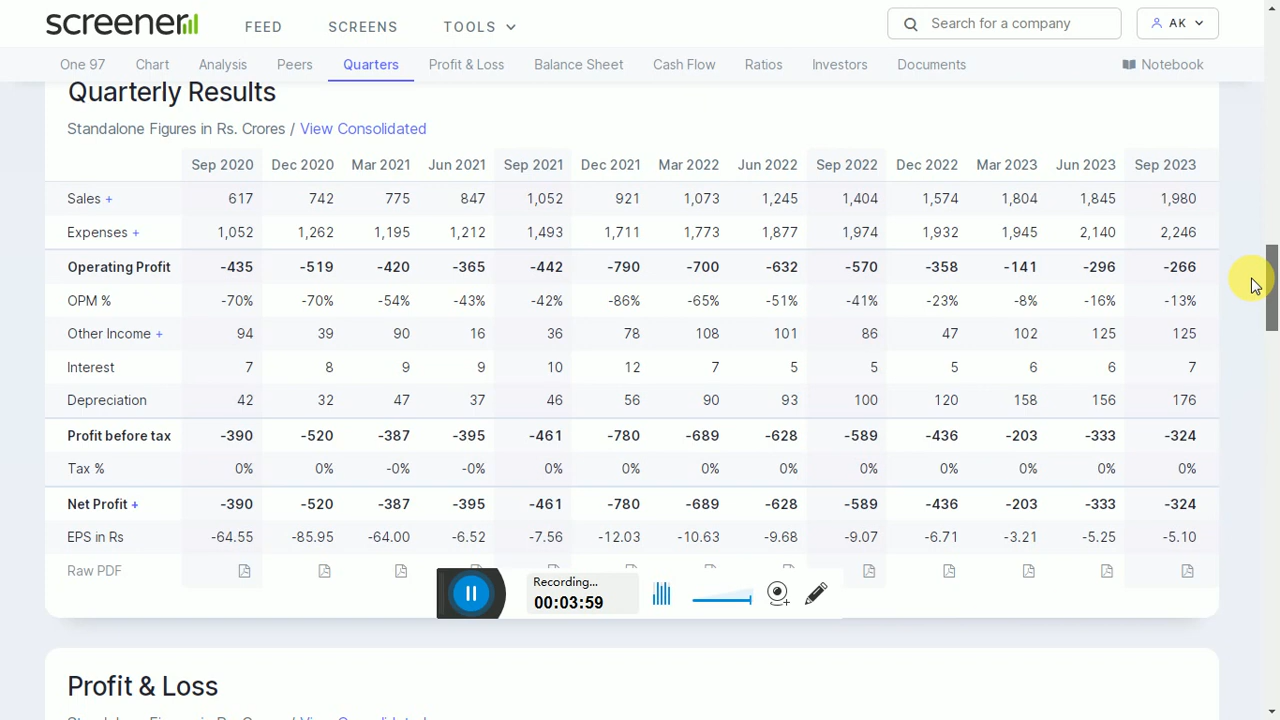 screener FEED SCREENS TOOLS Search for a company AK
One 97 Chart Analysis Peers Quarters Profit & Loss Balance Sheet Cash Flow Ratios Investors Documents Notebook
Quarterly Results
Standalone Figures in Rs. Crores / View Consolidated
Sep 2020 Dec 2020 Mar 2021 Jun 2021 Sep 2021 Dec 2021 Mar 2022 Jun 2022 Sep 2022 Dec 2022 Mar 2023 Jun 2023 Sep 2023
Sales + 617 742 775 847 1,052 921 1,073 1,245 1,404 1,574 1,804 1,845 1,980
Expenses + 1,052 1,262 1,195 1,212 1,493 1,711 1,773 1,877 1,974 1,932 1,945 2,140 2,246
Operating Profit -435 -519 -420 -365 -442 -790 -700 -632 -570 -358 -141 -296 -266
OPM % -70% -70% -54% -43% -42% -86% -65% -51% -41% -23% -8% -16% -13%
Other Income + 94 39 90 16 36 78 108 101 86 47 102 125 125
Interest 7 8 9 9 10 12 7 5 5 5 6 6 7
Depreciation 42 32 47 37 46 56 90 93 100 120 158 156 176
Profit before tax -390 -520 -387 -395 -461 -780 -689 -628 -589 -436 -203 -333 -324
Tax % 0% 0% -0% -0% 0% 0% 0% 0% 0% 0% 0% 0% 0%
Net Profit + -390 -520 -387 -395 -461 -780 -689 -628 -589 -436 -203 -333 -324
EPS in Rs -64.55 -85.95 -64.00 -6.52 -7.56 -12.03 -10.63 -9.68 -9.07 -6.71 -3.21 -5.25 -5.10
Raw PDF
Recording...
00:03:59
Profit & Loss
Standalone Figures in Rs. Crores / View Consolidated